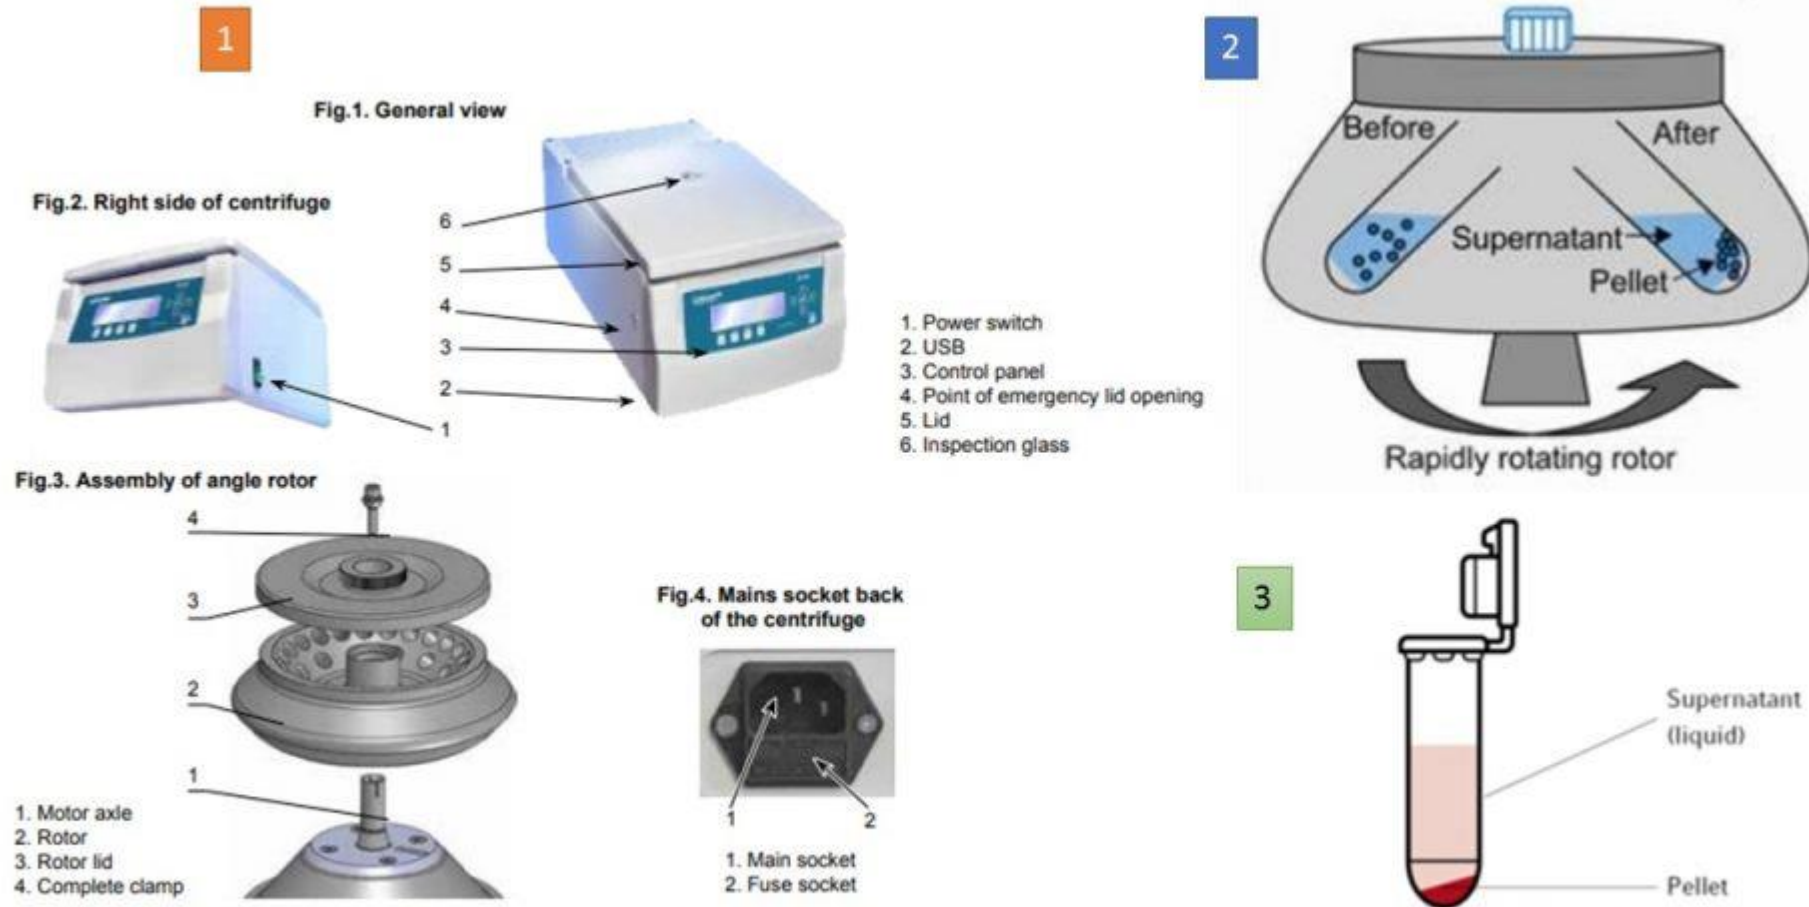 1
Fig.1. General view
Fig.2. Right side of centrifuge
6
5
4
3
2
1
1. Power switch
2. USB
3. Control panel
4. Point of emergency lid opening
5. Lid
6. Inspection glass
Fig.3. Assembly of angle rotor
4
3
2
1
1. Motor axle
2. Rotor
3. Rotor lid
4. Complete clamp
Fig.4. Mains socket back
of the centrifuge
1
2
1. Main socket
2. Fuse socket
2
Before
After
Supernatant
Pellet
Rapidly rotating rotor
3
Supernatant
(liquid)
Pellet